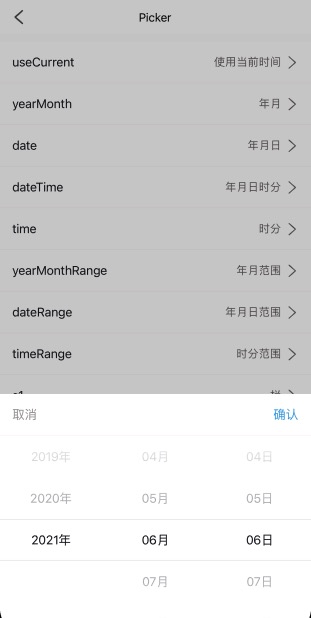 Picker
useCurrent 使用当前时间
yearMonth 年月
date 年月日
dateTime 年月日时分
time 时分
yearMonthRange 年月范围
dateRange 年月日范围
timeRange 时分范围
取消 确认
2019年 04月 04日
2020年 05月 05日
2021年 06月 06日
07月 07日